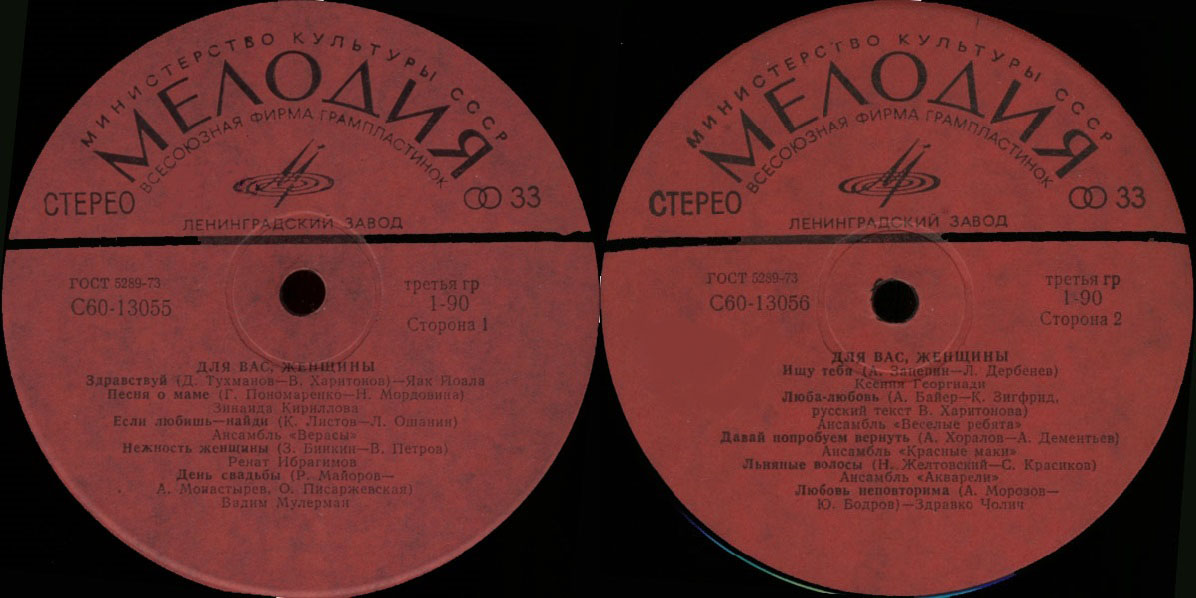 МИНИСТЕРСТВО КУЛЬТУРЫ СССР
МЕЛОДИЯ
ВСЕСОЮЗНАЯ ФИРМА ГРАМПЛАСТИНОК
СТЕРЕО
33
ЛЕНИНГРАДСКИЙ ЗАВОД
ГОСТ 5289-73
С60-13055
третья гр
1-90
Сторона 1
ДЛЯ ВАС, ЖЕНЩИНЫ
Здравствуй (Д. Тухманов—В. Харитонов)—Яак Йоала
Песня о маме (Г. Пономаренко—Н. Мордовина)
Зинаида Кириллова
Если любишь—найди (К. Листов—Л. Ошанин)
Ансамбль «Верасы»
Нежность женщины (З. Бинкин—В. Петров)
Ренат Ибрагимов
День свадьбы (Р. Майоров—
А. Монастырев, О. Писаржевская)
Вадим Мулерман
МИНИСТЕРСТВО КУЛЬТУРЫ СССР
МЕЛОДИЯ
ВСЕСОЮЗНАЯ ФИРМА ГРАМПЛАСТИНОК
СТЕРЕО
33
ЛЕНИНГРАДСКИЙ ЗАВОД
ГОСТ 5289-73
С60-13056
третья гр
1-90
Сторона 2
ДЛЯ ВАС, ЖЕНЩИНЫ
Ищу тебя (А. Зацепин—Л. Дербенев)
Ксения Георгиади
Люба-любовь (А. Байер—К. Зигфрид,
русский текст В. Харитонова)
Ансамбль «Веселые ребята»
Давай попробуем вернуть (А. Хоралов—А. Дементьев)
Ансамбль «Красные маки»
Льняные волосы (Н. Желтовский—С. Красиков)
Ансамбль «Акварели»
Любовь неповторима (А. Морозов—
Ю. Бодров)—Здравко Чолич